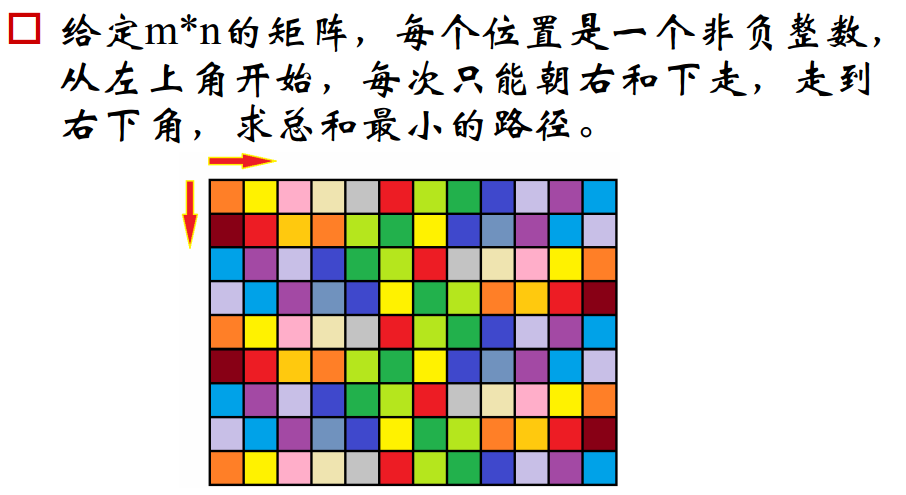 给定m*n的矩阵，每个位置是一个非负整数，
从左上角开始，每次只能朝右和下走，走到
右下角，求总和最小的路径。